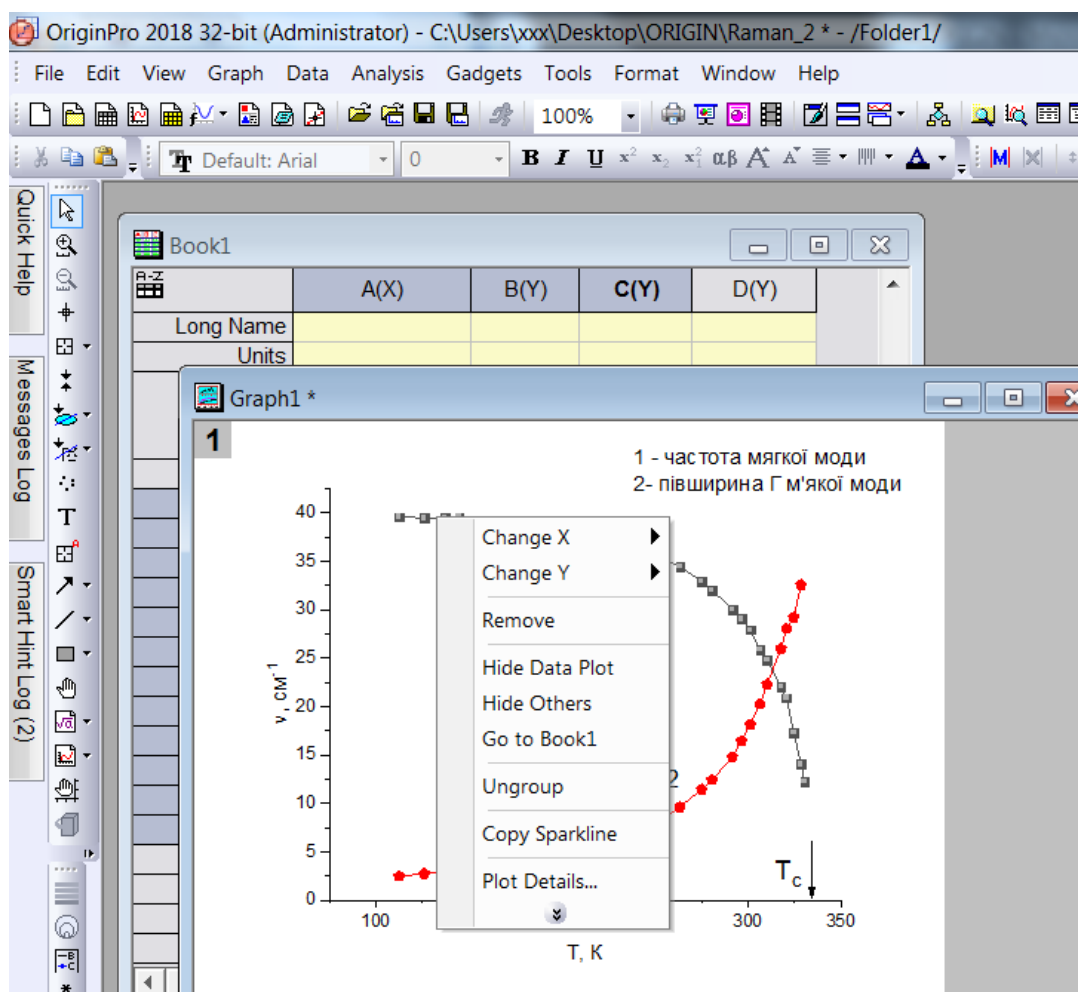 OriginPro 2018 32-bit (Administrator) - C:\Users\xxx\Desktop\ORIGIN\Raman_2 * - /Folder1/
File Edit View Graph Data Analysis Gadgets Tools Format Window Help
100%
Default: Arial 0 B I U x² x₂ αβ A A A M
Quick Help
Messages Log
Smart Hint Log (2)
T
Book1
A(X) B(Y) C(Y) D(Y)
Long Name
Units
Graph1 *
1
1 - частота мягкої моди
2- півширина Г м'якої моди
40
35
30
25
20
15
10
5
0
ν, см⁻¹
100 300 350
T, К
2
Tc
Change X
Change Y
Remove
Hide Data Plot
Hide Others
Go to Book1
Ungroup
Copy Sparkline
Plot Details...